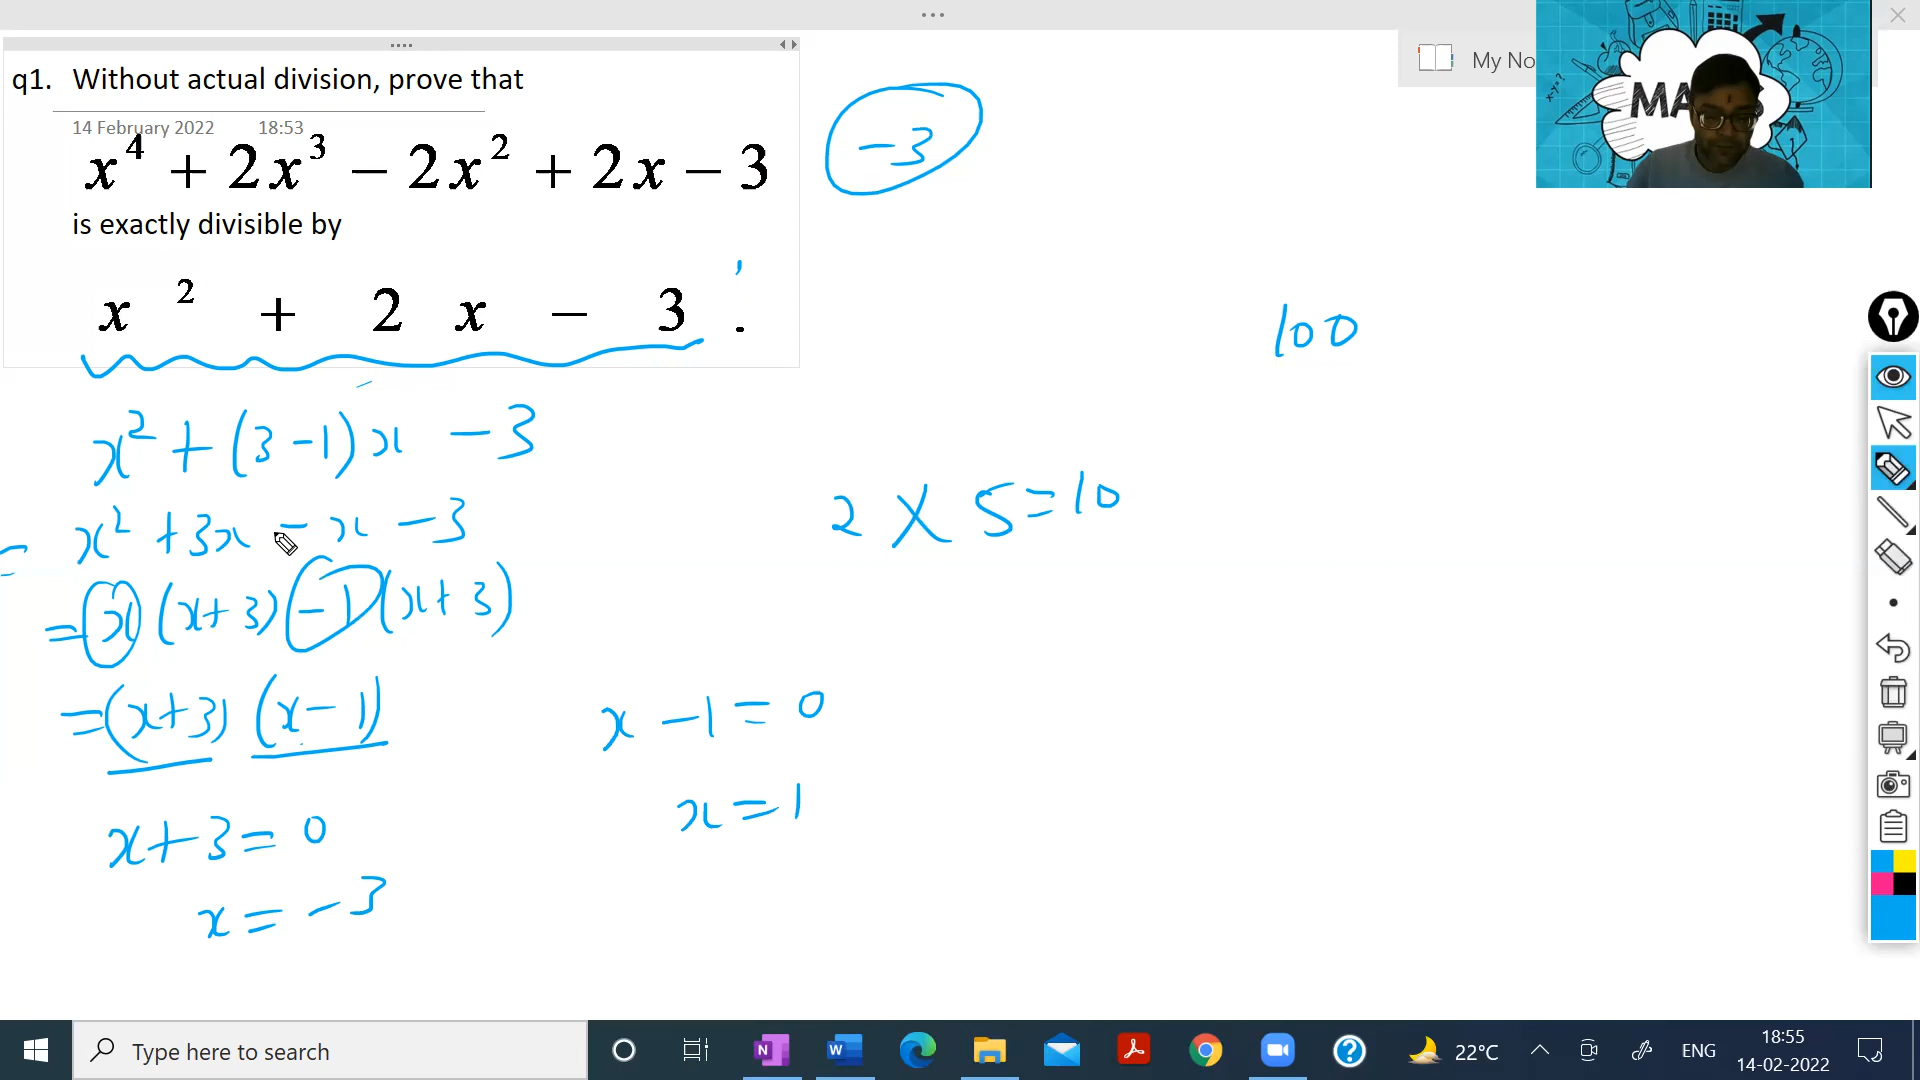 q1. Without actual division, prove that
14 February 2022 18:53
x⁴ + 2x³ − 2x² + 2x − 3
is exactly divisible by
x² + 2x − 3 .
x² + (3 − 1)x − 3
= x² + 3x − x − 3
= x(x + 3) − 1(x + 3)
= (x + 3)(x − 1)
x + 3 = 0
x = −3
x − 1 = 0
x = 1
−3
100
2 × 5 = 10
My No
MA
Type here to search
22°C
ENG
18:55
14-02-2022